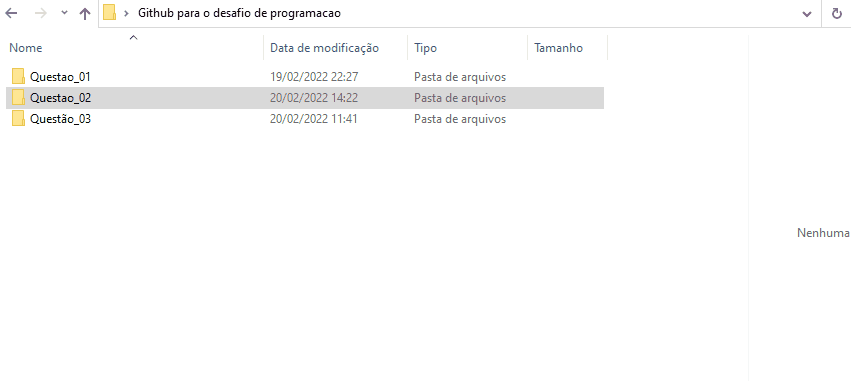 Github para o desafio de programacao
Nome Data de modificação Tipo Tamanho
Questao_01 19/02/2022 22:27 Pasta de arquivos
Questao_02 20/02/2022 14:22 Pasta de arquivos
Questão_03 20/02/2022 11:41 Pasta de arquivos
Nenhuma